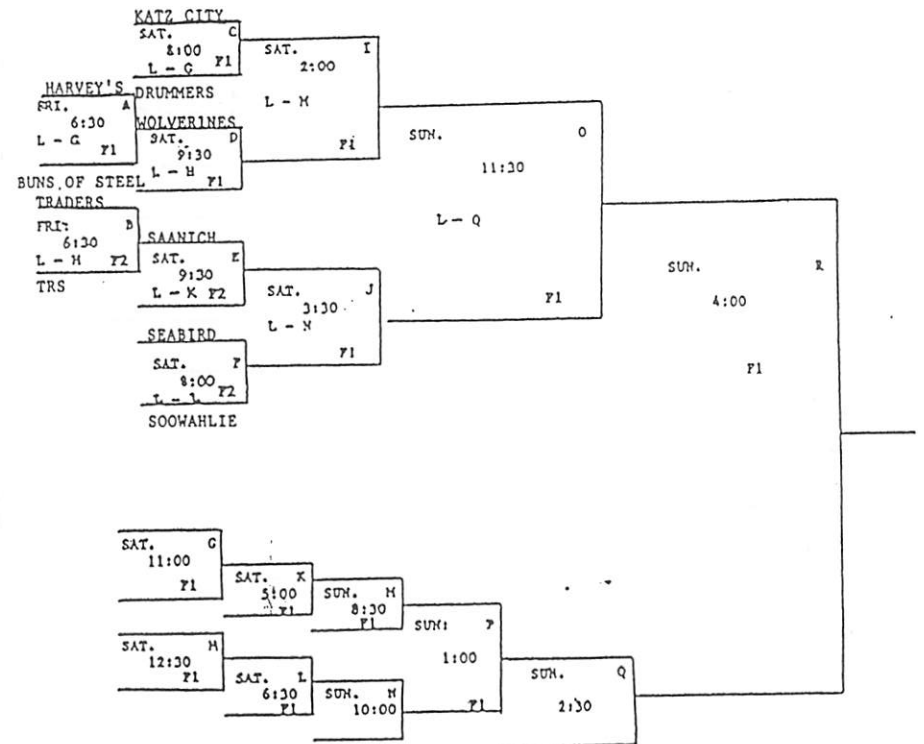 KATZ CITY
SAT. C
8:00
L - G F1
DRUMMERS
SAT. I
2:00
L - M
F1
HARVEY'S
FRI. A
6:30
L - G
F1
BUNS OF STEEL
WOLVERINES
SAT. D
9:30
L - H
F1
SUN. O
11:30
L - Q
F1
TRADERS
FRI: B
6:30
L - H F2
TRS
SAANICH
SAT. E
9:30
L - K F2
SAT. J
3:30
L - N
F1
SEABIRD
SAT. F
8:00
L - L F2
SOOWAHLIE
SUN. R
4:00
F1
SAT. G
11:00
F1
SAT. K
5:00
F1
SUN. M
8:30
F1
SUN: P
1:00
F1
SAT. H
12:30
F1
SAT. L
6:30
F1
SUN. N
10:00
SUN. Q
2:30